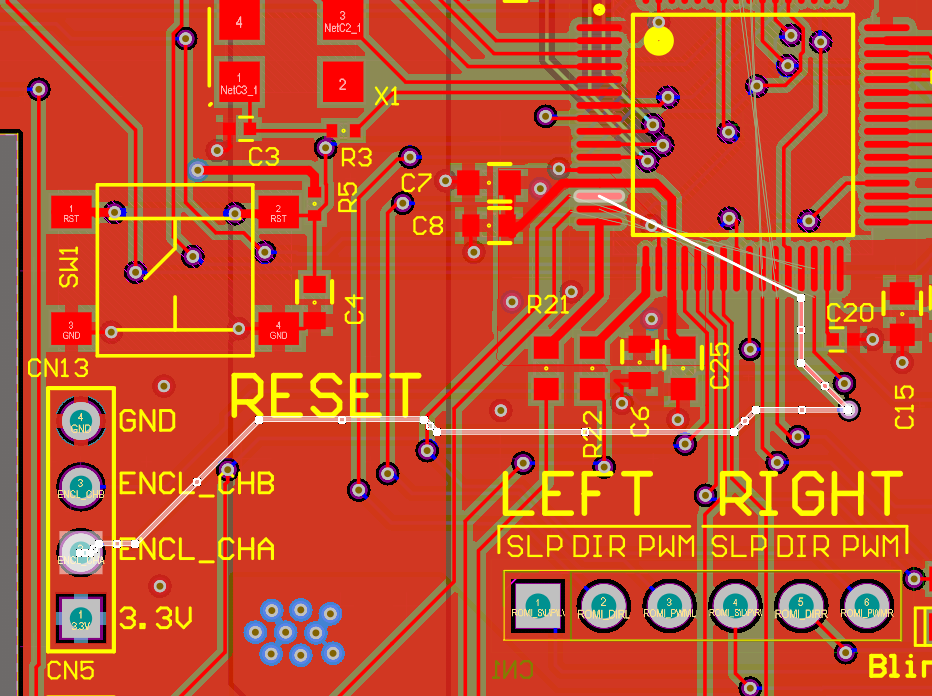 4
3
NetC2_1
1
NetC3_1
2
X1
C3
R3
C7
R5
1
RST
2
RST
C8
SW1
R21
C4
C20
3
GND
4
GND
CN13
C25
C15
RESET
4
GND
GND
R22
C6
3
ENCL_CHB
ENCL_CHB
LEFT RIGHT
ENCL_CHA
SLP DIR PWM SLP DIR PWM
1
3.3V
3.3V
1
2
ROMI_DIRL
3
ROMI_PWML
4
5
ROMI_DIRR
6
ROMI_PWMR
CN5
CN1